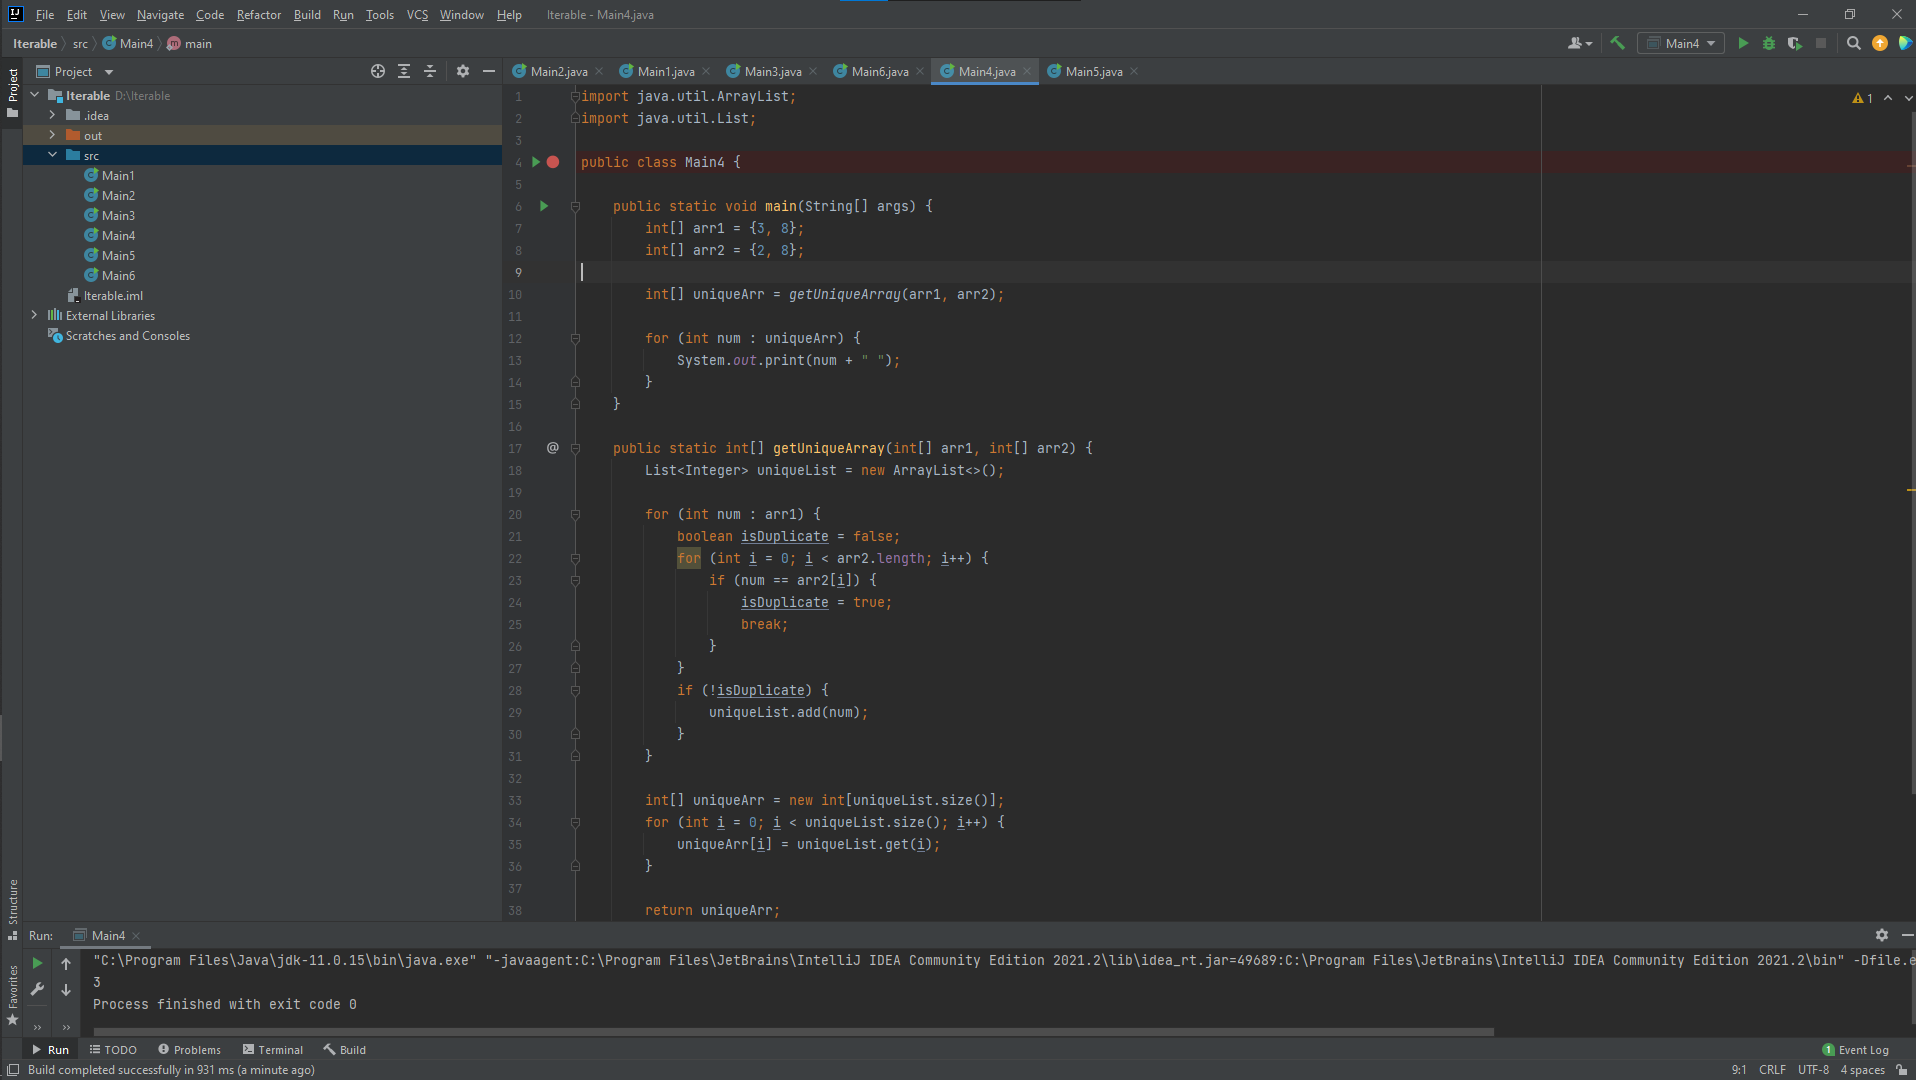 File Edit View Navigate Code Refactor Build Run Tools VCS Window Help Iterable - Main4.java
Iterable src Main4 main Main4
Project
Project
Main2.java Main1.java Main3.java Main6.java Main4.java Main5.java
Iterable D:\Iterable
.idea
out
src
Main1
Main2
Main3
Main4
Main5
Main6
Iterable.iml
External Libraries
Scratches and Consoles
1
1 import java.util.ArrayList;
2 import java.util.List;
3
4 public class Main4 {
5
6 public static void main(String[] args) {
7 int[] arr1 = {3, 8};
8 int[] arr2 = {2, 8};
9
10 int[] uniqueArr = getUniqueArray(arr1, arr2);
11
12 for (int num : uniqueArr) {
13 System.out.print(num + " ");
14 }
15 }
16
17 @ public static int[] getUniqueArray(int[] arr1, int[] arr2) {
18 List<Integer> uniqueList = new ArrayList<>();
19
20 for (int num : arr1) {
21 boolean isDuplicate = false;
22 for (int i = 0; i < arr2.length; i++) {
23 if (num == arr2[i]) {
24 isDuplicate = true;
25 break;
26 }
27 }
28 if (!isDuplicate) {
29 uniqueList.add(num);
30 }
31 }
32
33 int[] uniqueArr = new int[uniqueList.size()];
34 for (int i = 0; i < uniqueList.size(); i++) {
35 uniqueArr[i] = uniqueList.get(i);
36 }
37
38 return uniqueArr;
Structure
Favorites
Run: Main4
"C:\Program Files\Java\jdk-11.0.15\bin\java.exe" "-javaagent:C:\Program Files\JetBrains\IntelliJ IDEA Community Edition 2021.2\lib\idea_rt.jar=49689:C:\Program Files\JetBrains\IntelliJ IDEA Community Edition 2021.2\bin" -Dfile.e
3
Process finished with exit code 0
Run TODO Problems Terminal Build 1 Event Log
Build completed successfully in 931 ms (a minute ago) 9:1 CRLF UTF-8 4 spaces